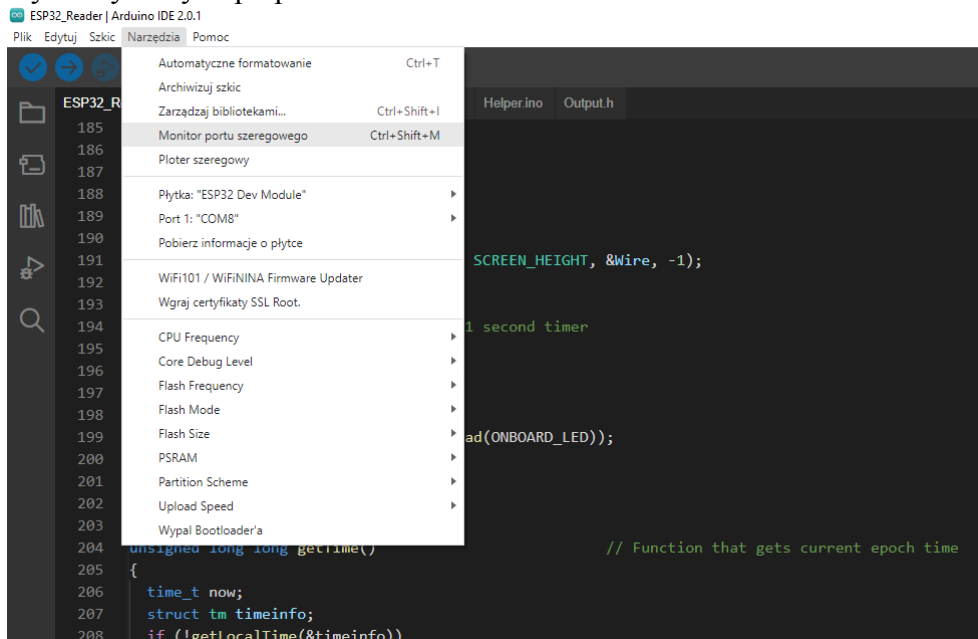 ESP32_Reader | Arduino IDE 2.0.1
Plik Edytuj Szkic Narzędzia Pomoc
Automatyczne formatowanie Ctrl+T
Archiwizuj szkic
Zarządzaj bibliotekami... Ctrl+Shift+I
Monitor portu szeregowego Ctrl+Shift+M
Ploter szeregowy
Płytka: "ESP32 Dev Module"
Port 1: "COM8"
Pobierz informacje o płytce
WiFi101 / WiFiNINA Firmware Updater
Wgraj certyfikaty SSL Root.
CPU Frequency
Core Debug Level
Flash Frequency
Flash Mode
Flash Size
PSRAM
Partition Scheme
Upload Speed
Wypal Bootloader'a
ESP32_R Helper.ino Output.h
185
186
187
188
189
190
191 SCREEN_HEIGHT, &Wire, -1);
192
193
194 1 second timer
195
196
197
198
199 ad(ONBOARD_LED));
200
201
202
203
204 unsigned long long getTime() // Function that gets current epoch time
205 {
206 time_t now;
207 struct tm timeinfo;
208 if (!getLocalTime(&timeinfo))